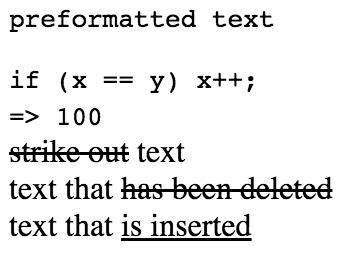 preformatted text
if (x == y) x++;
=> 100
strike out text
text that has been deleted
text that is inserted